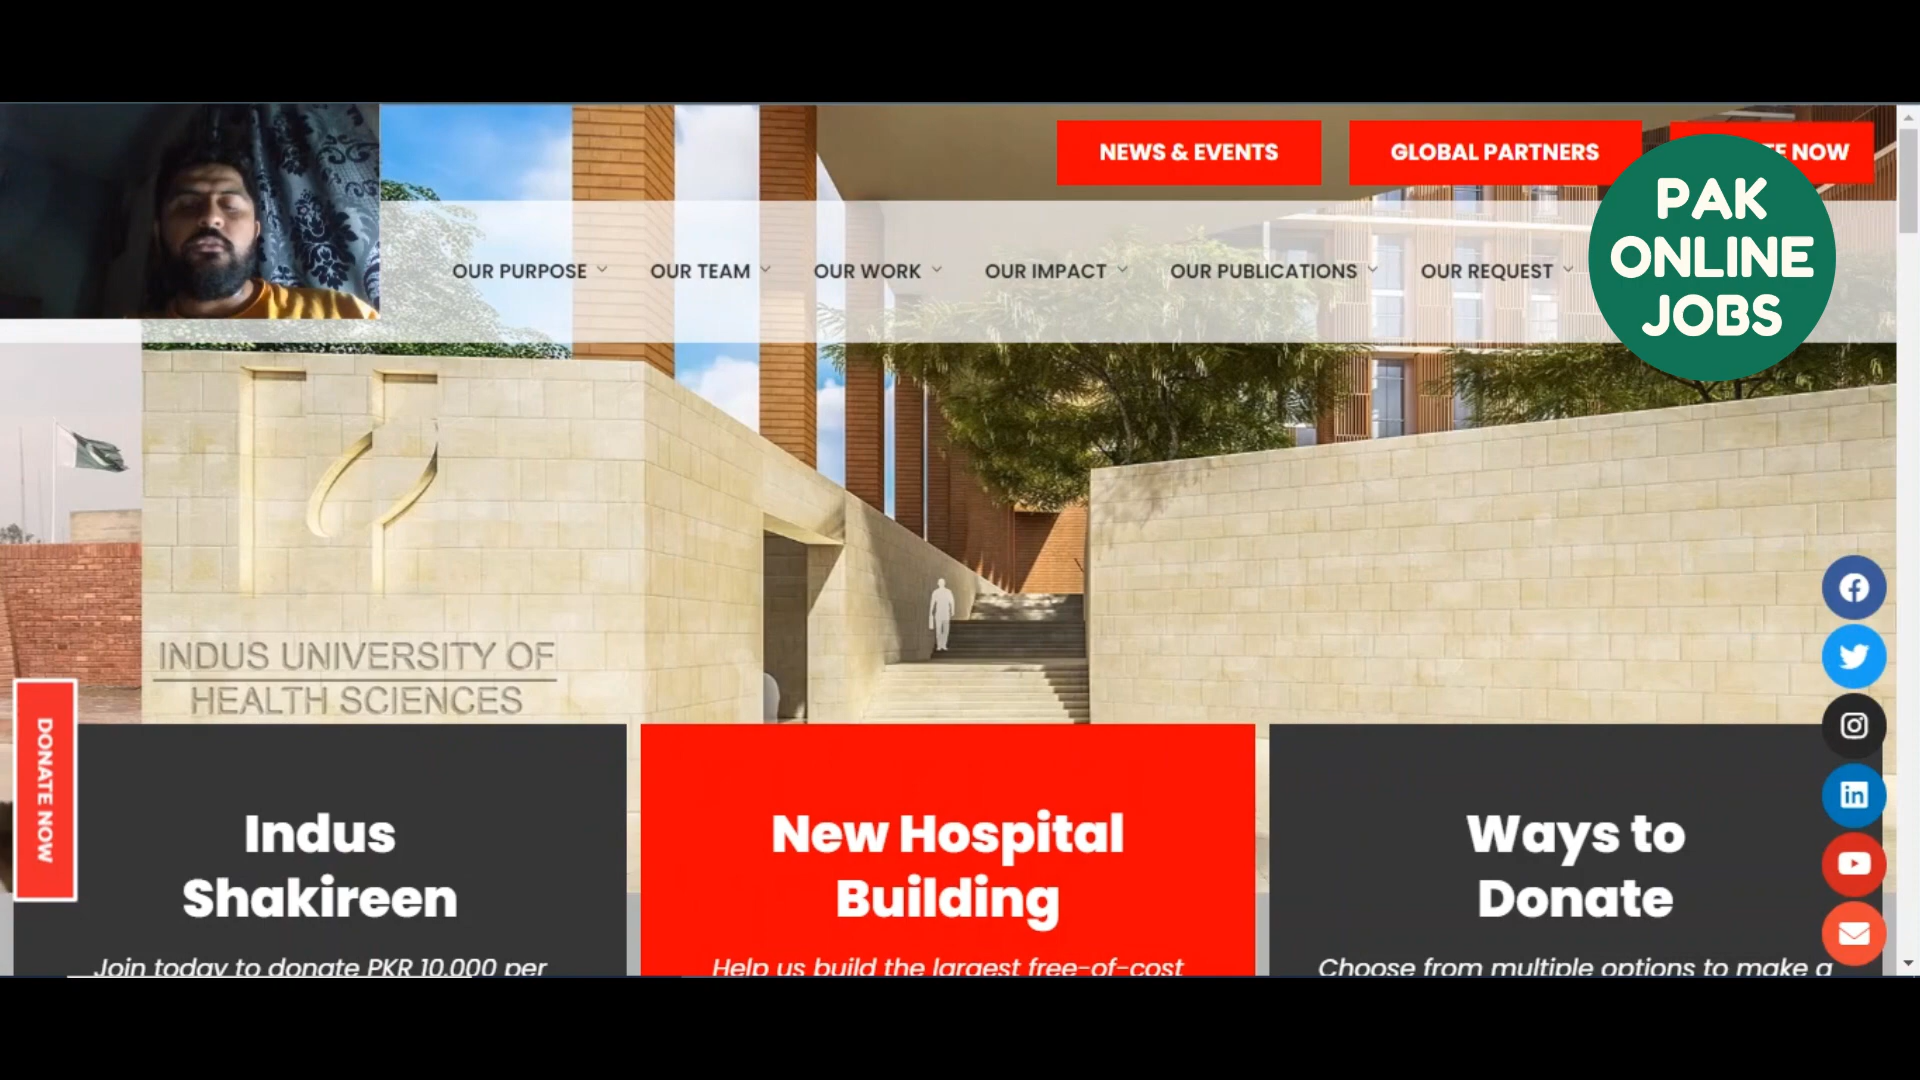 NEWS & EVENTS
GLOBAL PARTNERS
TE NOW
PAK
ONLINE
JOBS
OUR PURPOSE
OUR TEAM
OUR WORK
OUR IMPACT
OUR PUBLICATIONS
OUR REQUEST
INDUS UNIVERSITY OF
HEALTH SCIENCES
DONATE NOW
Indus
Shakireen
Join today to donate PKR 10,000 per
New Hospital
Building
Help us build the largest free-of-cost
Ways to
Donate
Choose from multiple options to make a